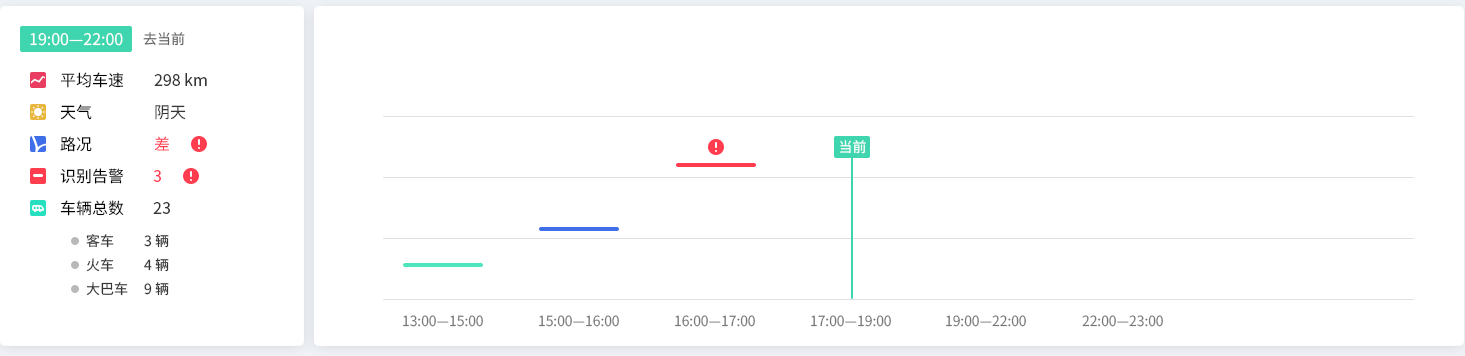 19:00—22:00 去当前
平均车速 298 km
天气 阴天
路况 差
识别告警 3
车辆总数 23
客车 3 辆
火车 4 辆
大巴车 9 辆
当前
13:00—15:00 15:00—16:00 16:00—17:00 17:00—19:00 19:00—22:00 22:00—23:00